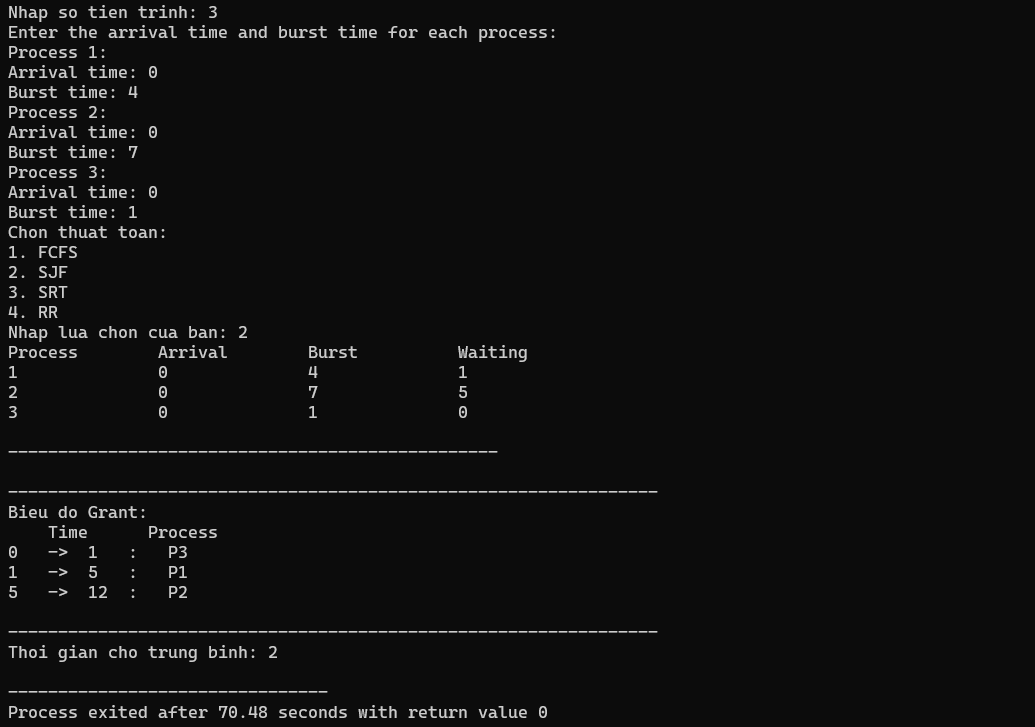 Nhap so tien trinh: 3
Enter the arrival time and burst time for each process:
Process 1:
Arrival time: 0
Burst time: 4
Process 2:
Arrival time: 0
Burst time: 7
Process 3:
Arrival time: 0
Burst time: 1
Chon thuat toan:
1. FCFS
2. SJF
3. SRT
4. RR
Nhap lua chon cua ban: 2
Process        Arrival        Burst          Waiting
1              0              4              1
2              0              7              5
3              0              1              0
_________________________________________________
_________________________________________________________________
Bieu do Grant:
    Time      Process
0   ->  1   :   P3
1   ->  5   :   P1
5   ->  12  :   P2
_________________________________________________________________
Thoi gian cho trung binh: 2
________________________________
Process exited after 70.48 seconds with return value 0